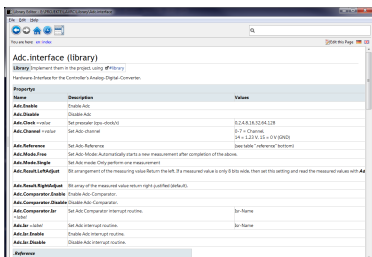 File Edit Help
You are here: en Index
Edit this Page
Adc.interface (library)
Library Implement them in the project, using #library
Hardware-Interface for the Controller's Analog-Digital-Converter.
Propertys
Name Description Values
Adc.Enable Enable Adc
Adc.Disable Disable Adc
Adc.Clock =value Set prescaler (cpu-clock/x) 0,2,4,8,16,32,64,128
Adc.Channel =value Set Adc-channel 0-7 = Channel,
14 = 1.23 V, 15 = 0 V (GND)
Adc.Reference Set Adc-Reference (see table ".reference" bottom)
Adc.Mode.Free Set Adc-Mode. Automatically starts a new measurement after completion of the above.
Adc.Mode.Single Set Adc-mode: Only perform one measurement
Adc.Result.LeftAdjust Bit arrangement of the measuring value Return the left. If a measured value is only 8 bits wide, then set this setting and read the measured values with Ad
Adc.Result.RightAdjust Bit array of the measured value return right justified (default).
Adc.Comparator.Enable Enable Adc-Comparator.
Adc.Comparator.Disable Disable Adc-Comparator.
Adc.Comparator.Isr Set Adc Comparator interrupt routine. Isr-Name
=label
Adc.Isr =label Set Adc interrupt routine. Isr-Name
Adc.Isr.Enable Enable Adc interrupt routine.
Adc.Isr.Disable Disable Adc interrupt routine.
.Reference